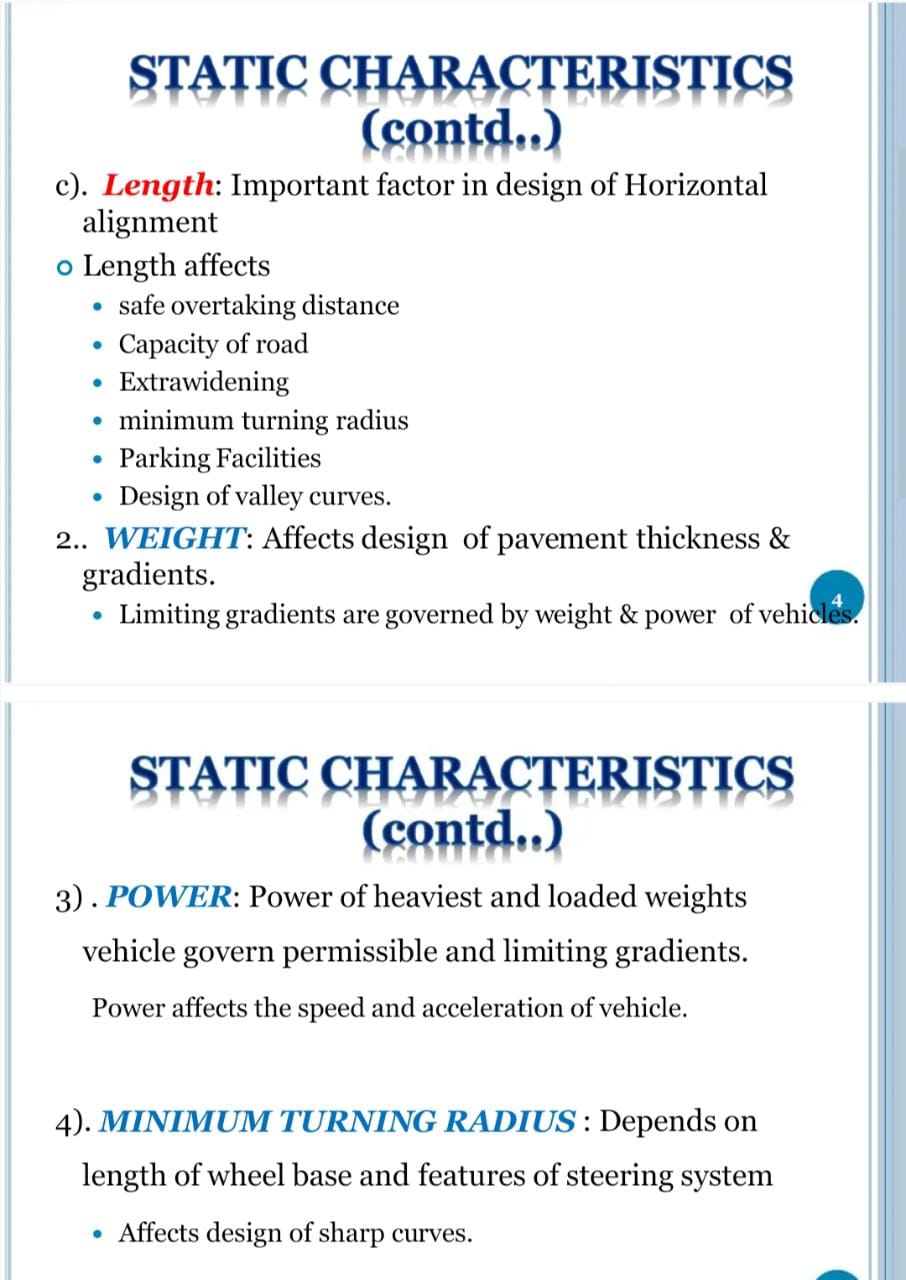 STATIC CHARACTERISTICS
(contd..)
c). Length: Important factor in design of Horizontal
alignment
Length affects
• safe overtaking distance
• Capacity of road
• Extrawidening
• minimum turning radius
• Parking Facilities
• Design of valley curves.
2.. WEIGHT: Affects design of pavement thickness &
gradients.
• Limiting gradients are governed by weight & power of vehicles.
4
STATIC CHARACTERISTICS
(contd..)
3) . POWER: Power of heaviest and loaded weights
vehicle govern permissible and limiting gradients.
Power affects the speed and acceleration of vehicle.
4). MINIMUM TURNING RADIUS : Depends on
length of wheel base and features of steering system
• Affects design of sharp curves.